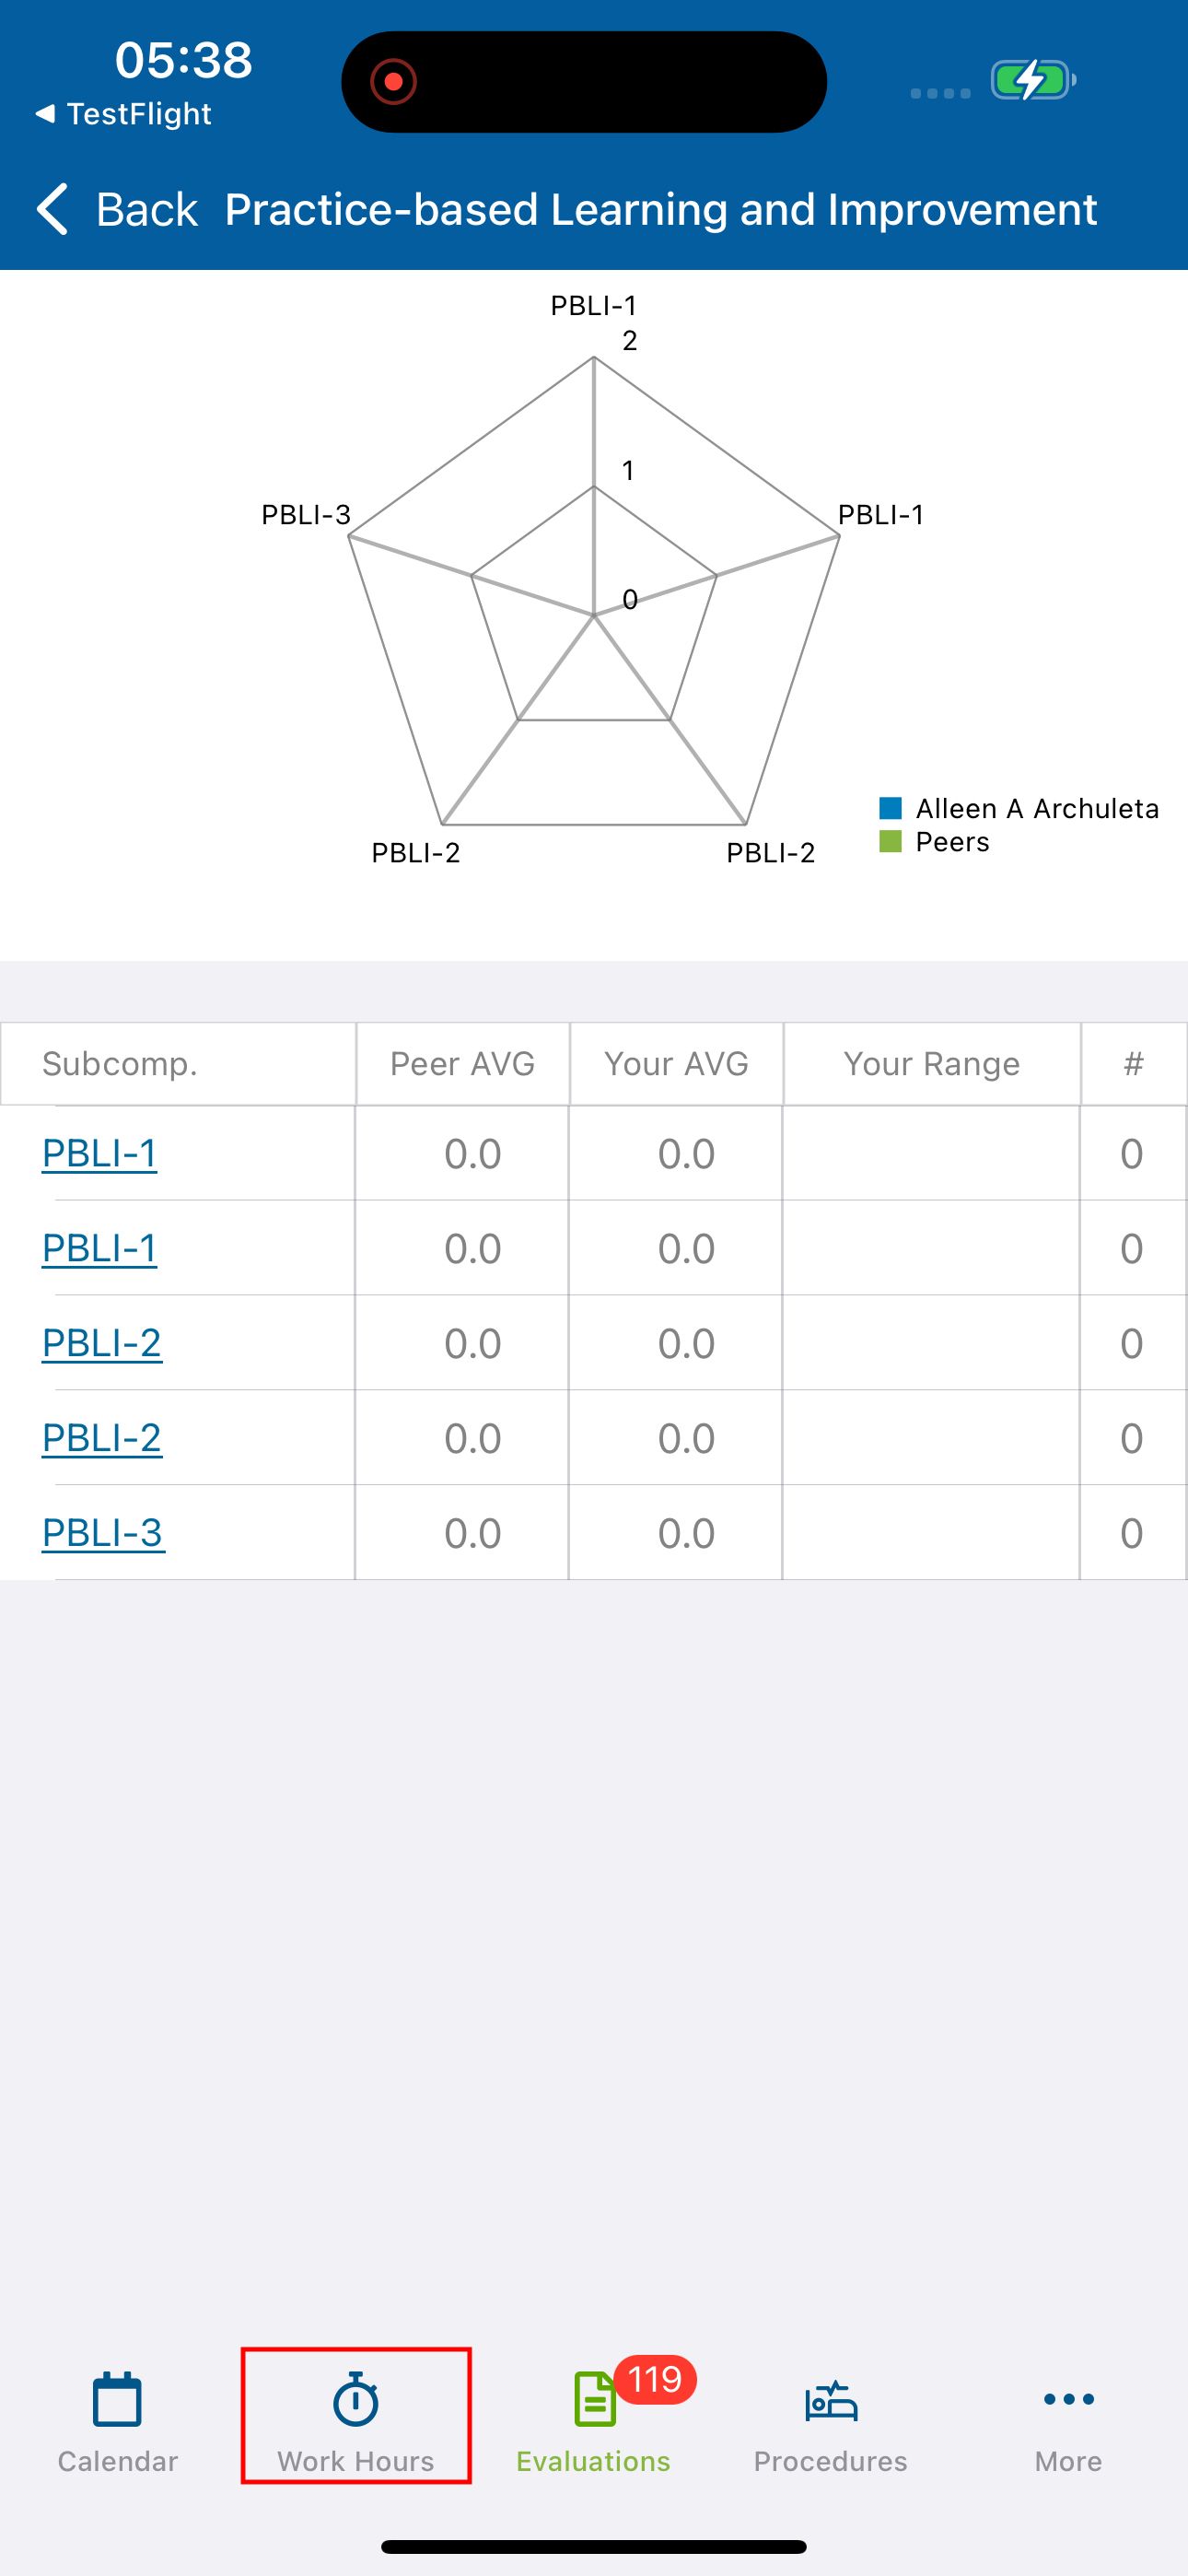 05:38
◀ TestFlight
Back Practice-based Learning and Improvement
PBLI-1
2
1
PBLI-3
PBLI-1
0
Alleen A Archuleta
Peers
PBLI-2
PBLI-2
Subcomp. Peer AVG Your AVG Your Range #
PBLI-1 0.0 0.0 0
PBLI-1 0.0 0.0 0
PBLI-2 0.0 0.0 0
PBLI-2 0.0 0.0 0
PBLI-3 0.0 0.0 0
119
Calendar Work Hours Evaluations Procedures More